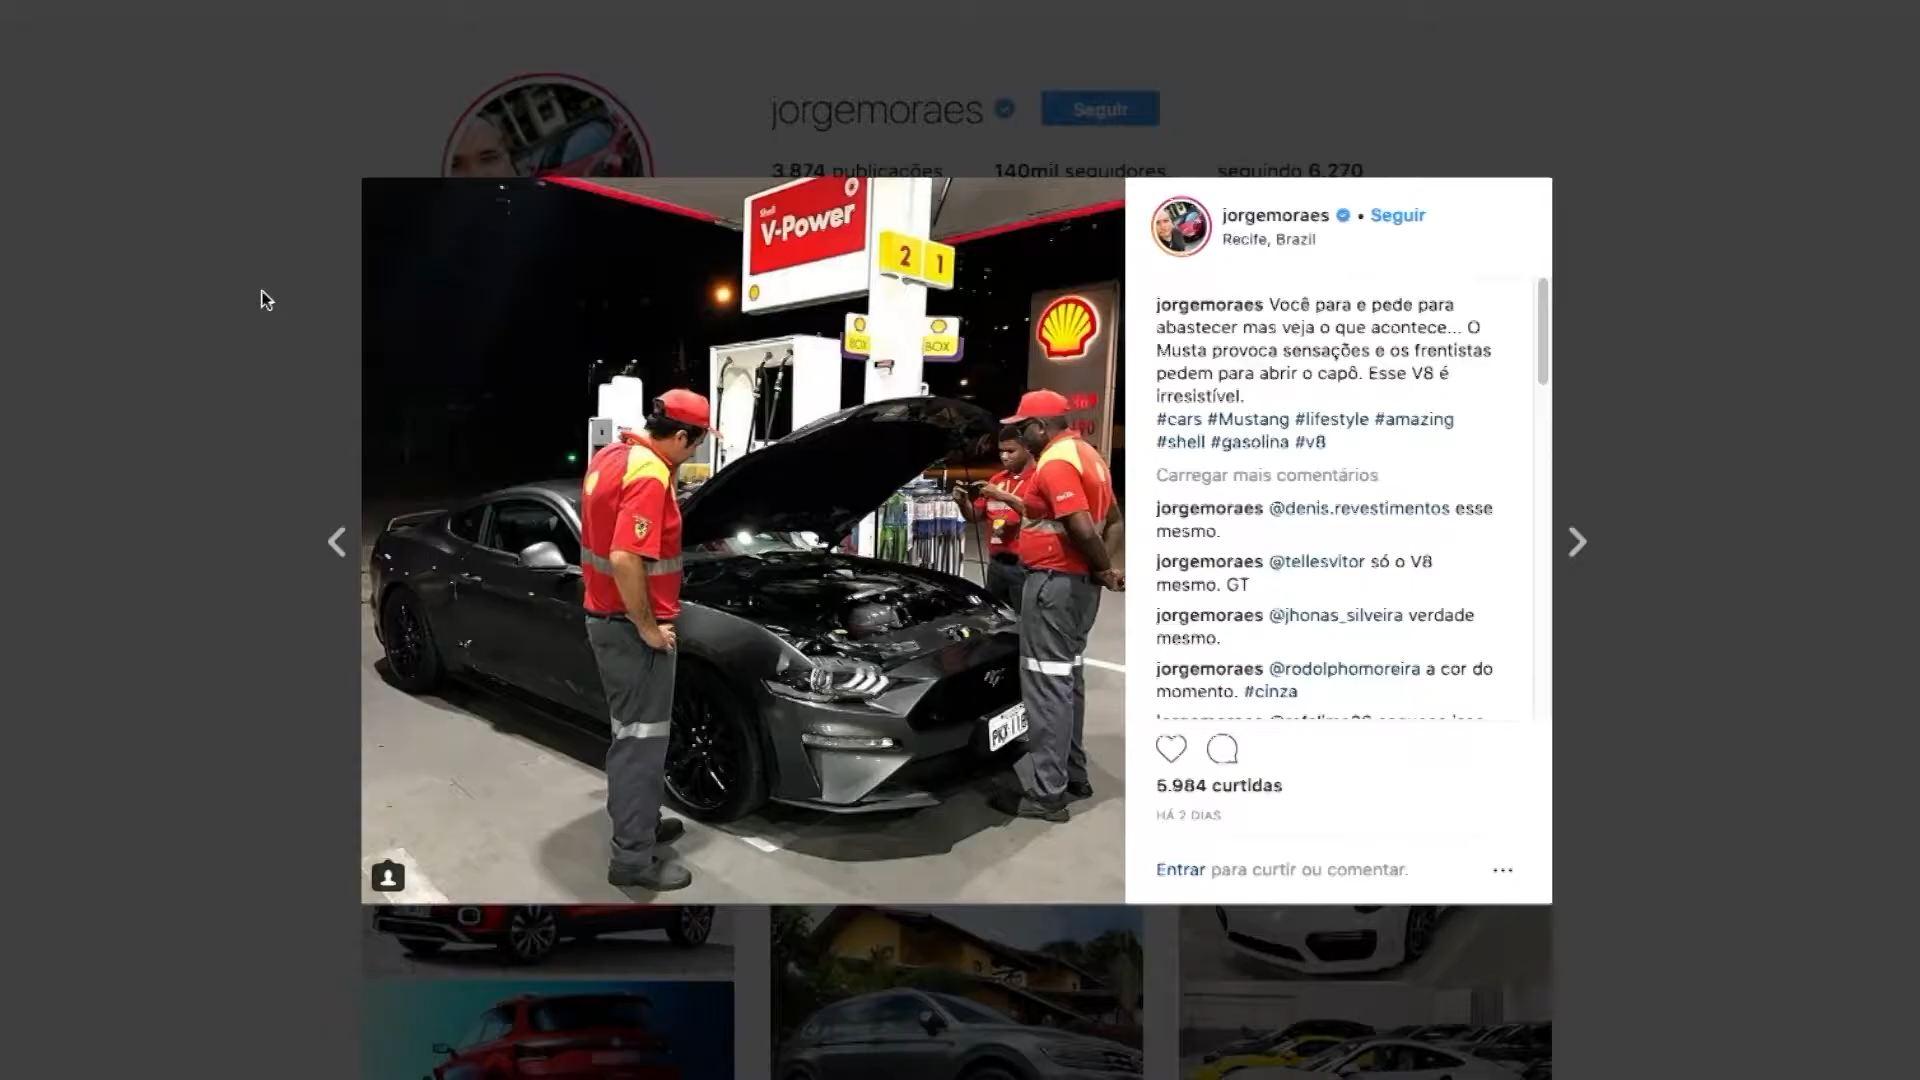 jorgemoraes
Seguir
3.874 publicações
140mil seguidores
seguindo 6.270
Shell
V-Power
2
1
BOX
BOX
jorgemoraes • Seguir
Recife, Brazil
jorgemoraes Você para e pede para
abastecer mas veja o que acontece... O
Musta provoca sensações e os frentistas
pedem para abrir o capô. Esse V8 é
irresistível.
#cars #Mustang #lifestyle #amazing
#shell #gasolina #v8
Carregar mais comentários
jorgemoraes @denis.revestimentos esse
mesmo.
jorgemoraes @tellesvitor só o V8
mesmo. GT
jorgemoraes @jhonas_silveira verdade
mesmo.
jorgemoraes @rodolphomoreira a cor do
momento. #cinza
5.984 curtidas
HÁ 2 DIAS
Entrar para curtir ou comentar.